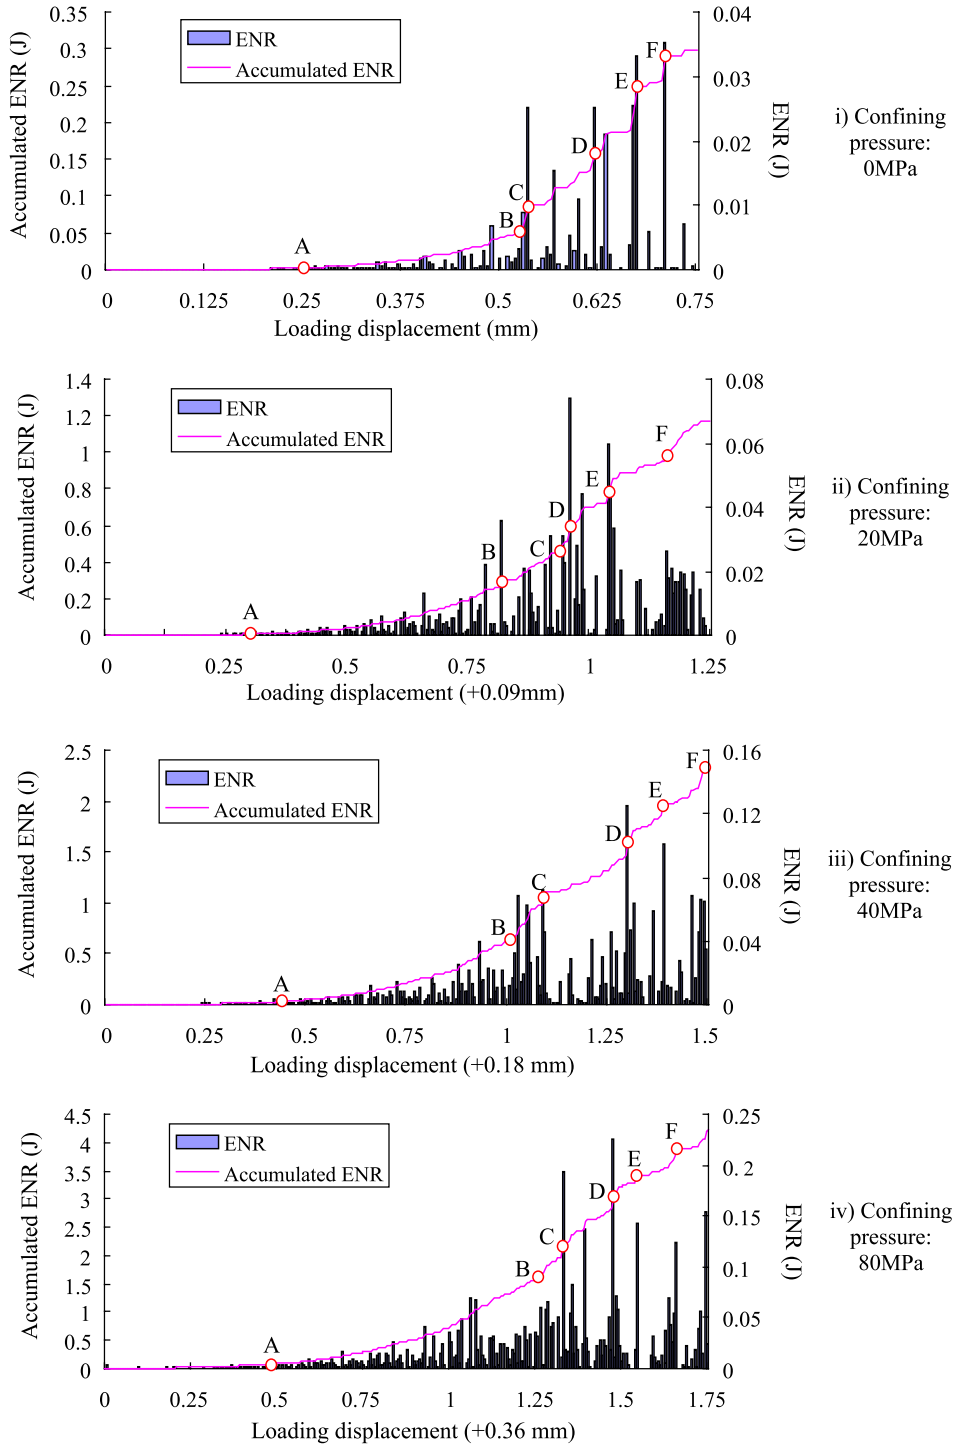 Accumulated ENR (J)
0.35
0.3
0.25
0.2
0.15
0.1
0.05
0
ENR
Accumulated ENR
A
B
C
D
E
F
0.04
0.03
0.02
0.01
0
ENR (J)
i) Confining
pressure:
0MPa
0
0.125
0.25
0.375
0.5
0.625
0.75
Loading displacement (mm)
Accumulated ENR (J)
1.4
1.2
1
0.8
0.6
0.4
0.2
0
ENR
Accumulated ENR
A
B
C
D
E
F
0.08
0.06
0.04
0.02
0
ENR (J)
ii) Confining
pressure:
20MPa
0
0.25
0.5
0.75
1
1.25
Loading displacement (+0.09mm)
Accumulated ENR (J)
2.5
2
1.5
1
0.5
0
ENR
Accumulated ENR
A
B
C
D
E
F
0.16
0.12
0.08
0.04
0
ENR (J)
iii) Confining
pressure:
40MPa
0
0.25
0.5
0.75
1
1.25
1.5
Loading displacement (+0.18 mm)
Accumulated ENR (J)
4.5
4
3.5
3
2.5
2
1.5
1
0.5
0
ENR
Accumulated ENR
A
B
C
D
E
F
0.25
0.2
0.15
0.1
0.05
0
ENR (J)
iv) Confining
pressure:
80MPa
0
0.25
0.5
0.75
1
1.25
1.5
1.75
Loading displacement (+0.36 mm)